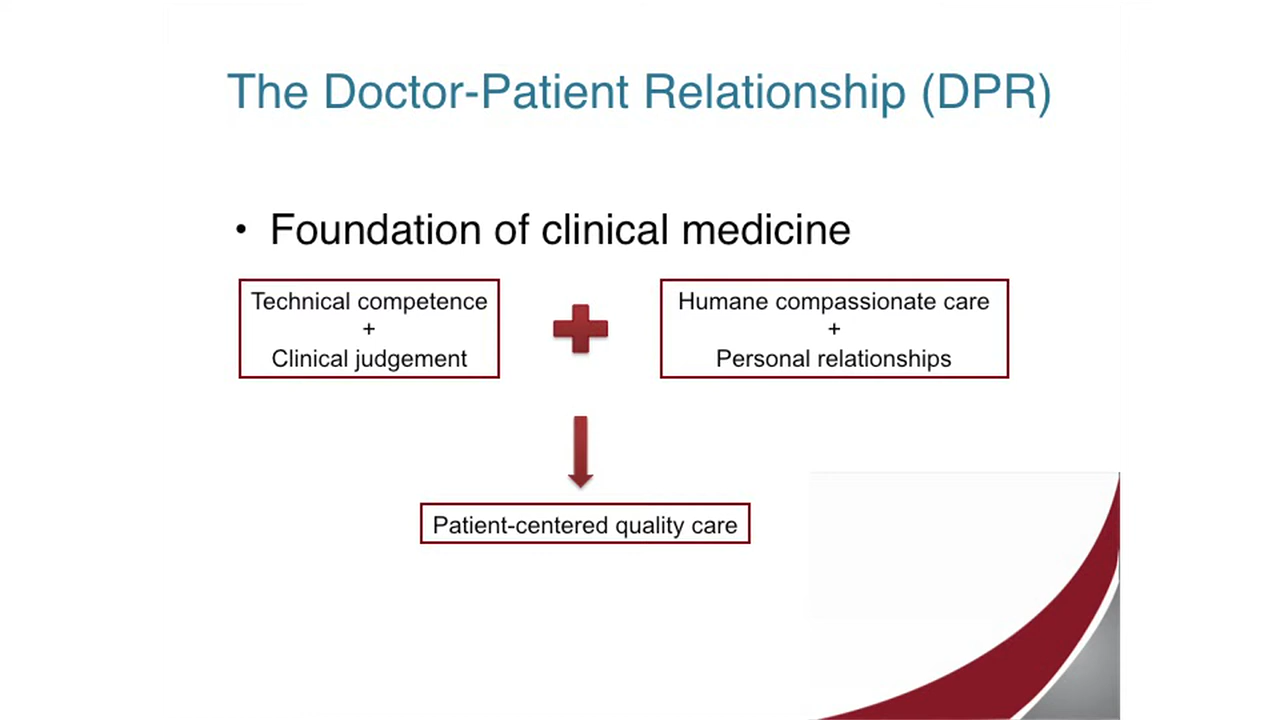 The Doctor-Patient Relationship (DPR)
• Foundation of clinical medicine
Technical competence
+
Clinical judgement
Humane compassionate care
+
Personal relationships
Patient-centered quality care